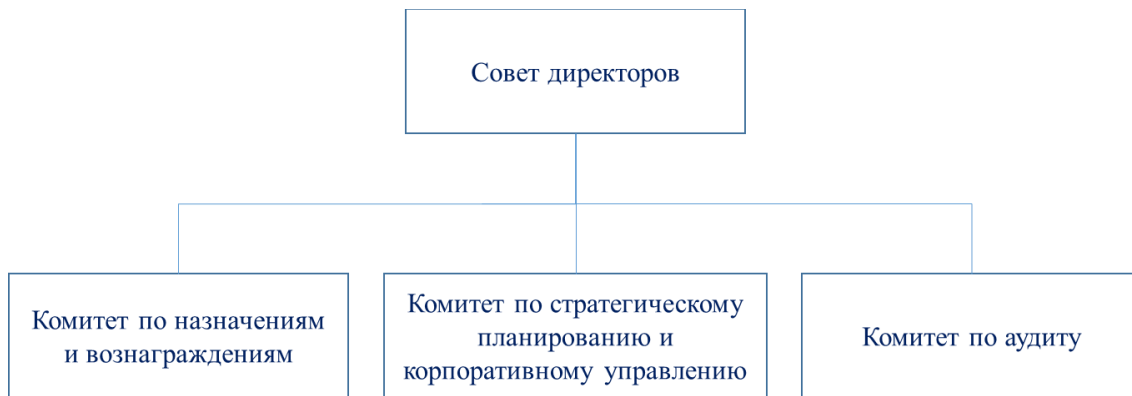 Совет директоров
Комитет по назначениям
и вознаграждениям
Комитет по стратегическому
планированию и
корпоративному управлению
Комитет по аудиту